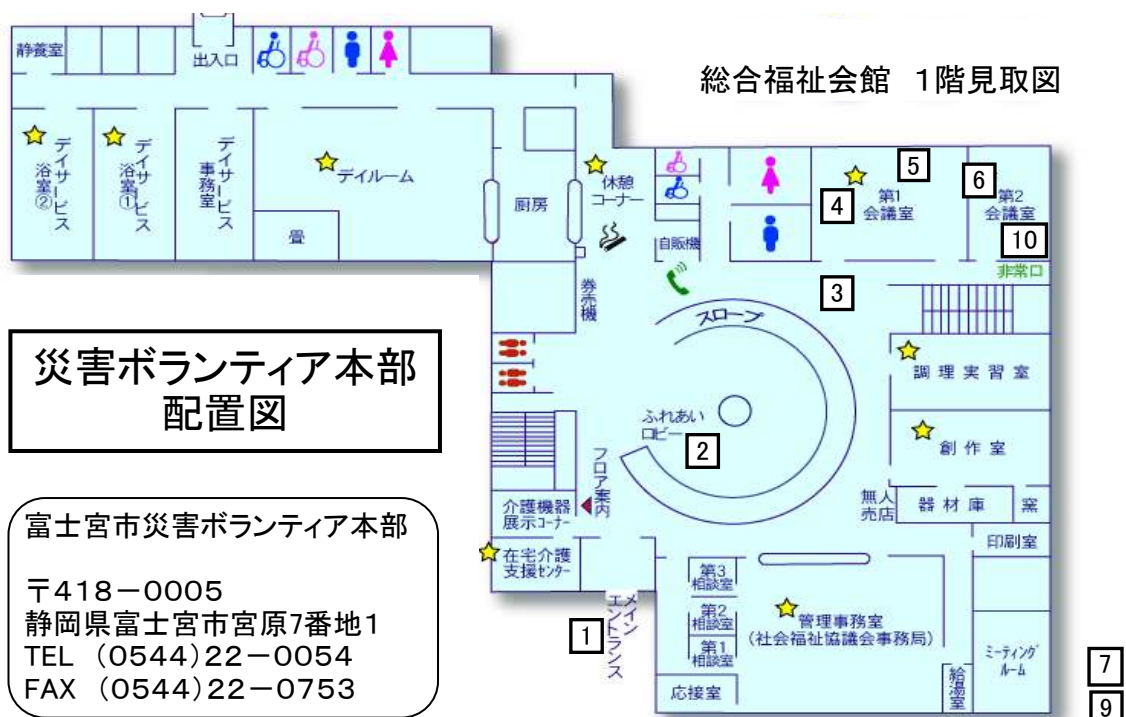 総合福祉会館 1階見取図
静養室
出入口
デイサービス
浴室②
デイサービス
浴室①
デイサービス
事務室
デイルーム
畳
厨房
休憩
コーナー
自販機
第1
会議室
第2
会議室
4
5
6
10
非常口
3
券売機
スロープ
調理実習室
ふれあい
ロビー
2
創作室
無人
売店
器材庫
窯
印刷室
フロア案内
介護機器
展示コーナー
在宅介護
支援センター
メイン
エントランス
1
第3
相談室
第2
相談室
第1
相談室
応接室
管理事務室
(社会福祉協議会事務局)
給湯室
ミーティング
ルーム
7
9
災害ボランティア本部
配置図
富士宮市災害ボランティア本部
〒418-0005
静岡県富士宮市宮原7番地1
TEL (0544)22-0054
FAX (0544)22-0753